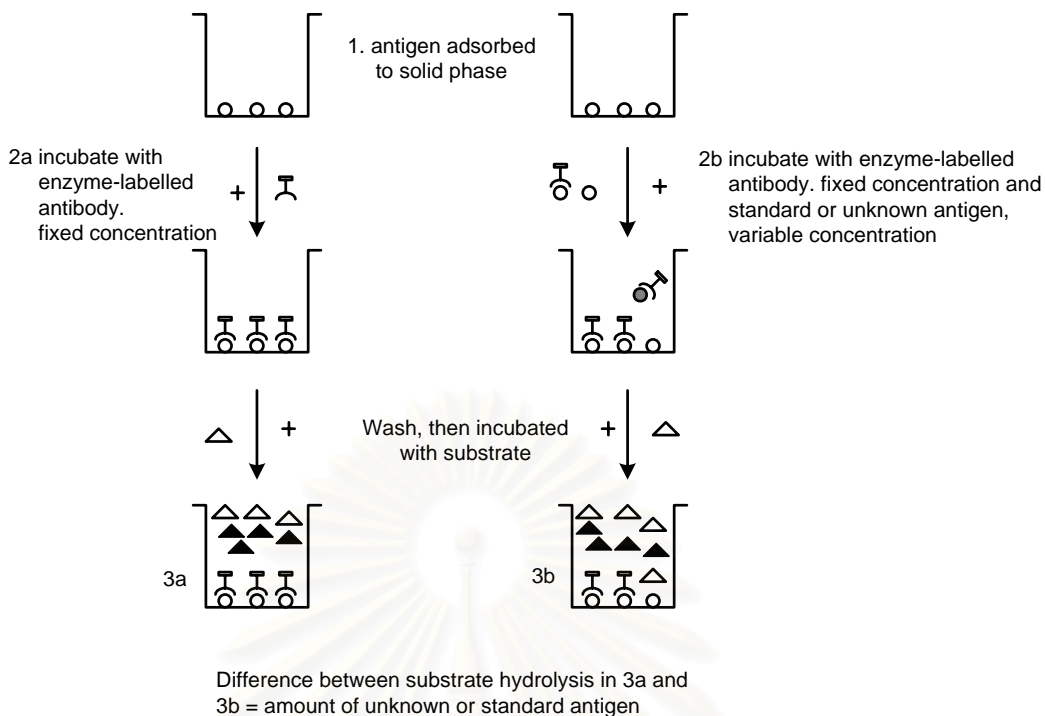 1. antigen adsorbed
to solid phase
2a incubate with
enzyme-labelled
antibody.
fixed concentration
+
+
2b incubate with enzyme-labelled
antibody. fixed concentration and
standard or unknown antigen,
variable concentration
+
Wash, then incubated
with substrate
+
3a
3b
Difference between substrate hydrolysis in 3a and
3b = amount of unknown or standard antigen